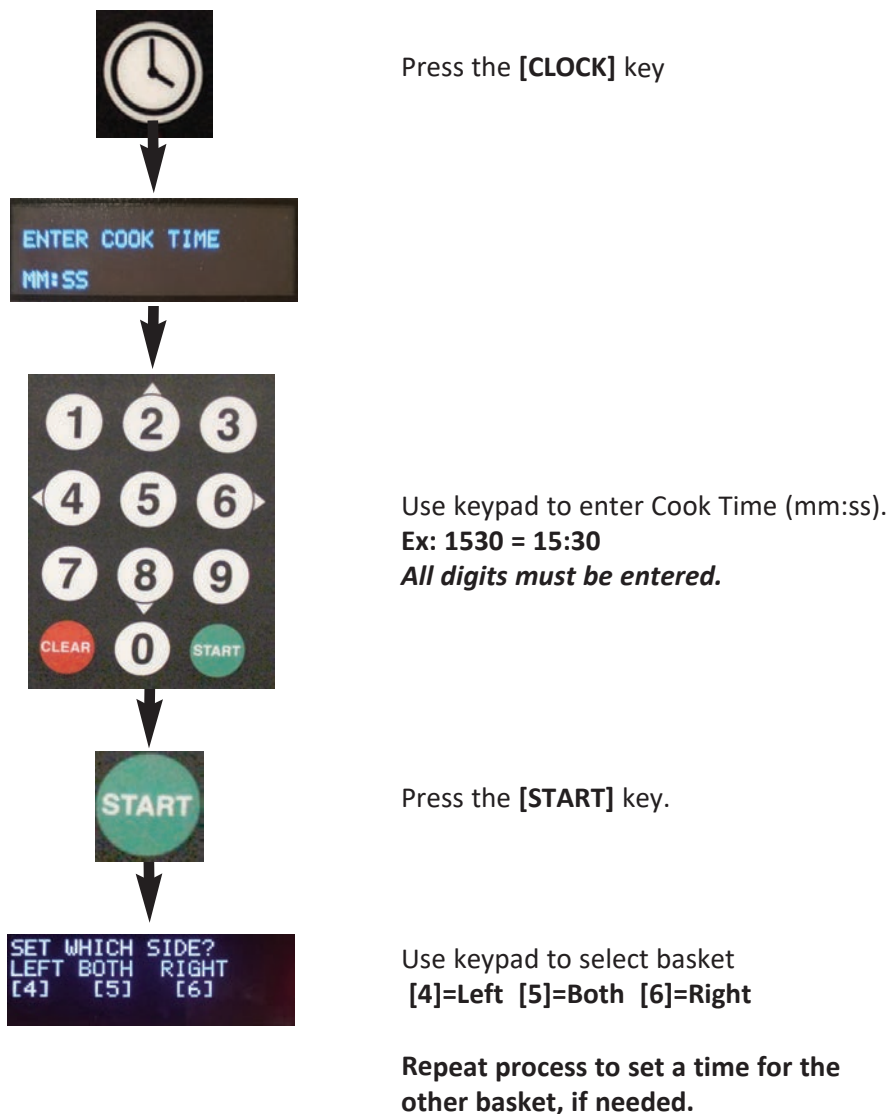 Press the [CLOCK] key
ENTER COOK TIME
MM:SS
1 2 3
4 5 6
7 8 9
CLEAR 0 START
Use keypad to enter Cook Time (mm:ss).
Ex: 1530 = 15:30
All digits must be entered.
START
Press the [START] key.
SET WHICH SIDE?
LEFT BOTH RIGHT
[4] [5] [6]
Use keypad to select basket
[4]=Left [5]=Both [6]=Right
Repeat process to set a time for the
other basket, if needed.